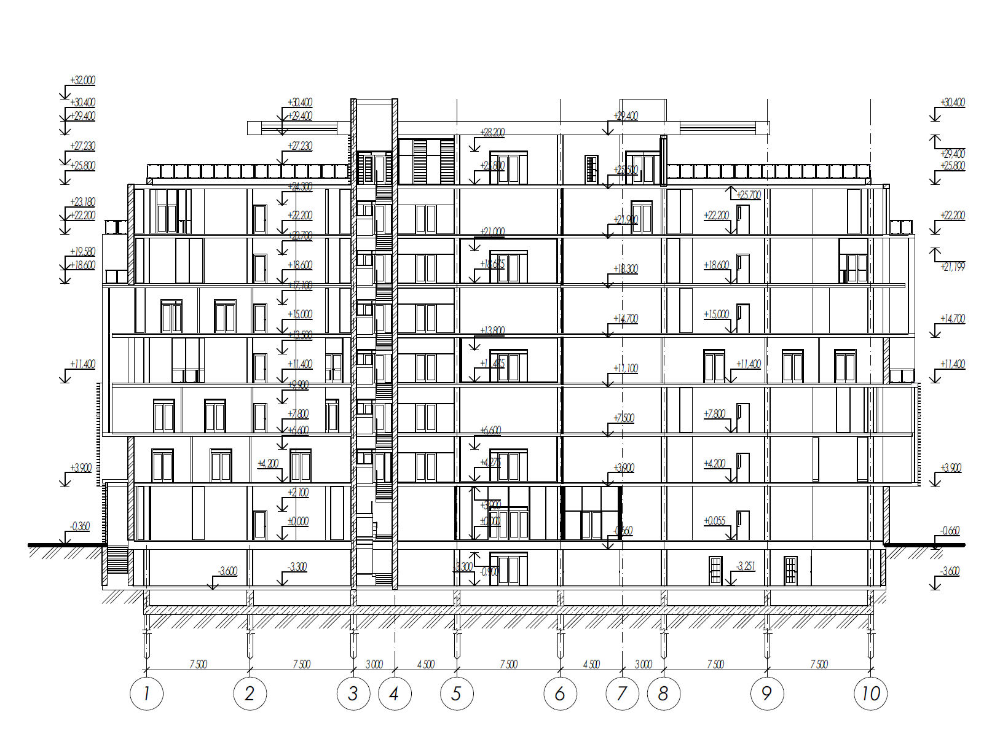 +32,000
+30,400 +30,400 +30,400
+29,400 +29,400 +29,400
+28,200
+27,230 +27,230
+29,400
+25,800 +25,800 +25,500 +25,800
+24,300
+25,700
+23,180
+22,200 +22,200 +21,900 +22,200 +22,200
+20,700 +21,000
+19,580
+18,600 +18,600 +18,675 +18,300 +18,600 +21,199
+17,100
+15,000 +14,700 +15,000 +14,700
+13,500 +13,800
+11,400 +11,400 +11,475 +11,100 +11,400 +11,400
+9,900
+7,800 +7,500 +7,800
+6,600 +6,600
+3,900 +4,200 +4,275 +3,900 +4,200 +3,900
+2,100
+3,900
-0,360 ±0,000 ±0,000 -0,660 +0,055 -0,660
-3,600 -3,300 -3,300 -0,900 -3,251 -3,600
7 500 7 500 3 000 4 500 7 500 4 500 3 000 7 500 7 500
1 2 3 4 5 6 7 8 9 10